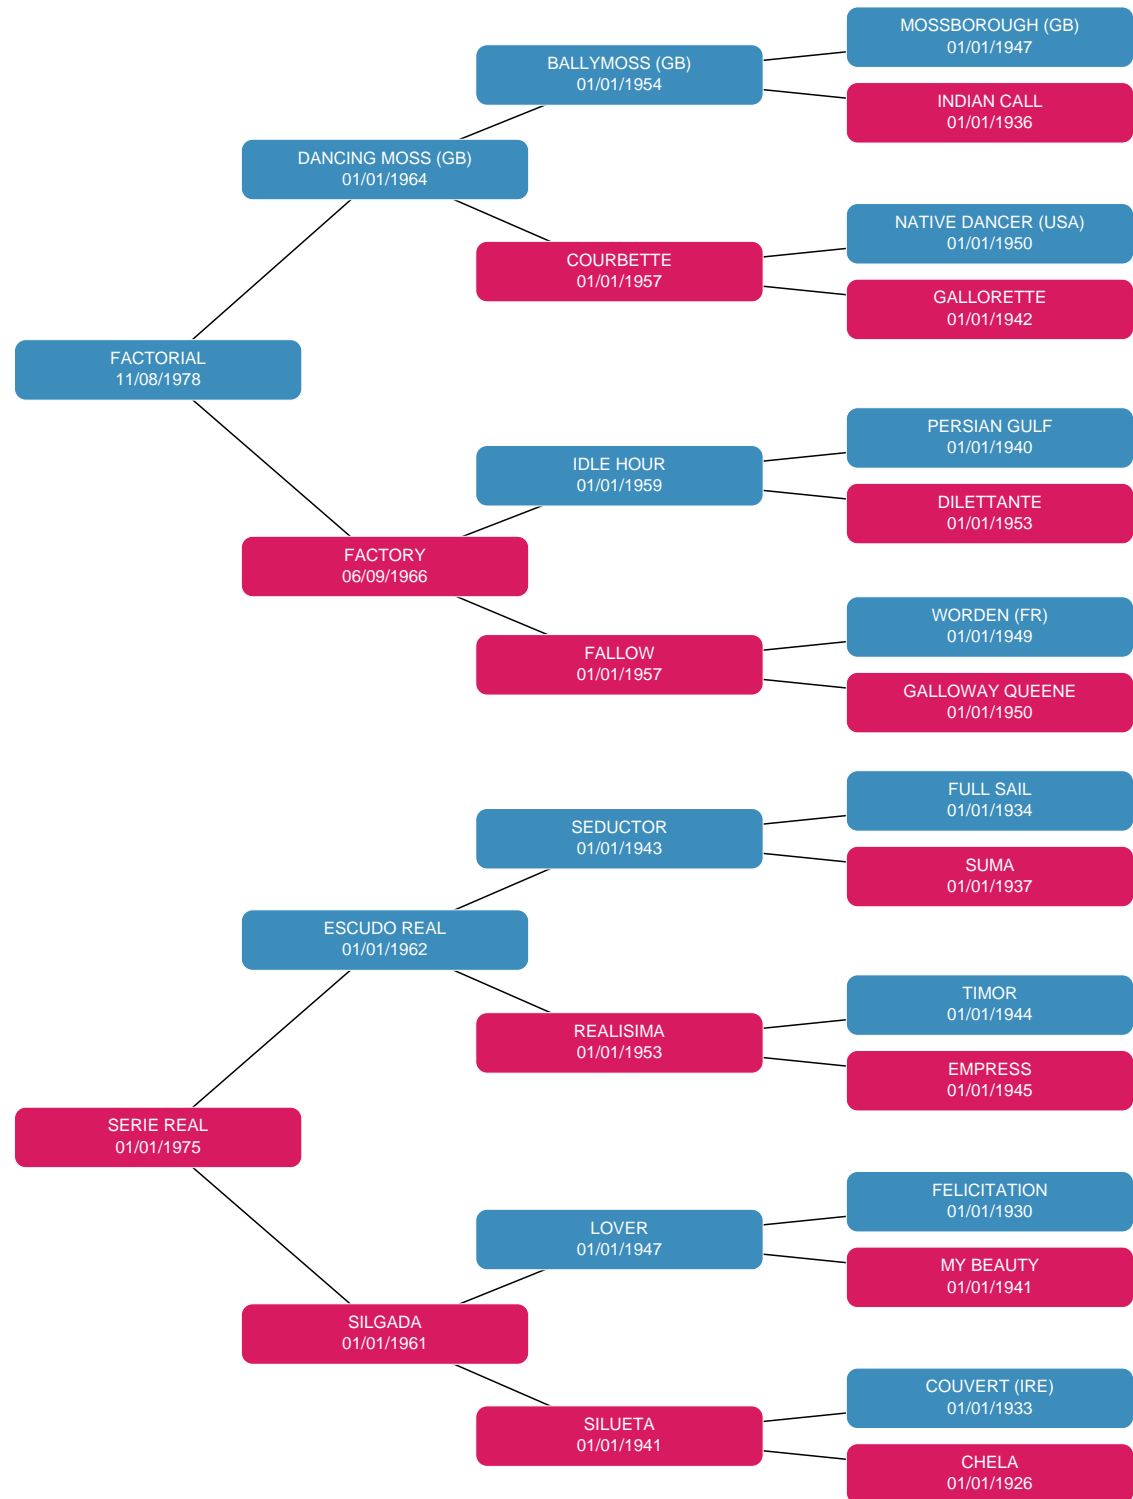 MOSSBOROUGH (GB)
01/01/1947
BALLYMOSS (GB)
01/01/1954
INDIAN CALL
01/01/1936
DANCING MOSS (GB)
01/01/1964
NATIVE DANCER (USA)
01/01/1950
COURBETTE
01/01/1957
GALLORETTE
01/01/1942
FACTORIAL
11/08/1978
PERSIAN GULF
01/01/1940
IDLE HOUR
01/01/1959
DILETTANTE
01/01/1953
FACTORY
06/09/1966
WORDEN (FR)
01/01/1949
FALLOW
01/01/1957
GALLOWAY QUEENE
01/01/1950
FULL SAIL
01/01/1934
SEDUCTOR
01/01/1943
SUMA
01/01/1937
ESCUDO REAL
01/01/1962
TIMOR
01/01/1944
REALISIMA
01/01/1953
EMPRESS
01/01/1945
SERIE REAL
01/01/1975
FELICITATION
01/01/1930
LOVER
01/01/1947
MY BEAUTY
01/01/1941
SILGADA
01/01/1961
COUVERT (IRE)
01/01/1933
SILUETA
01/01/1941
CHELA
01/01/1926